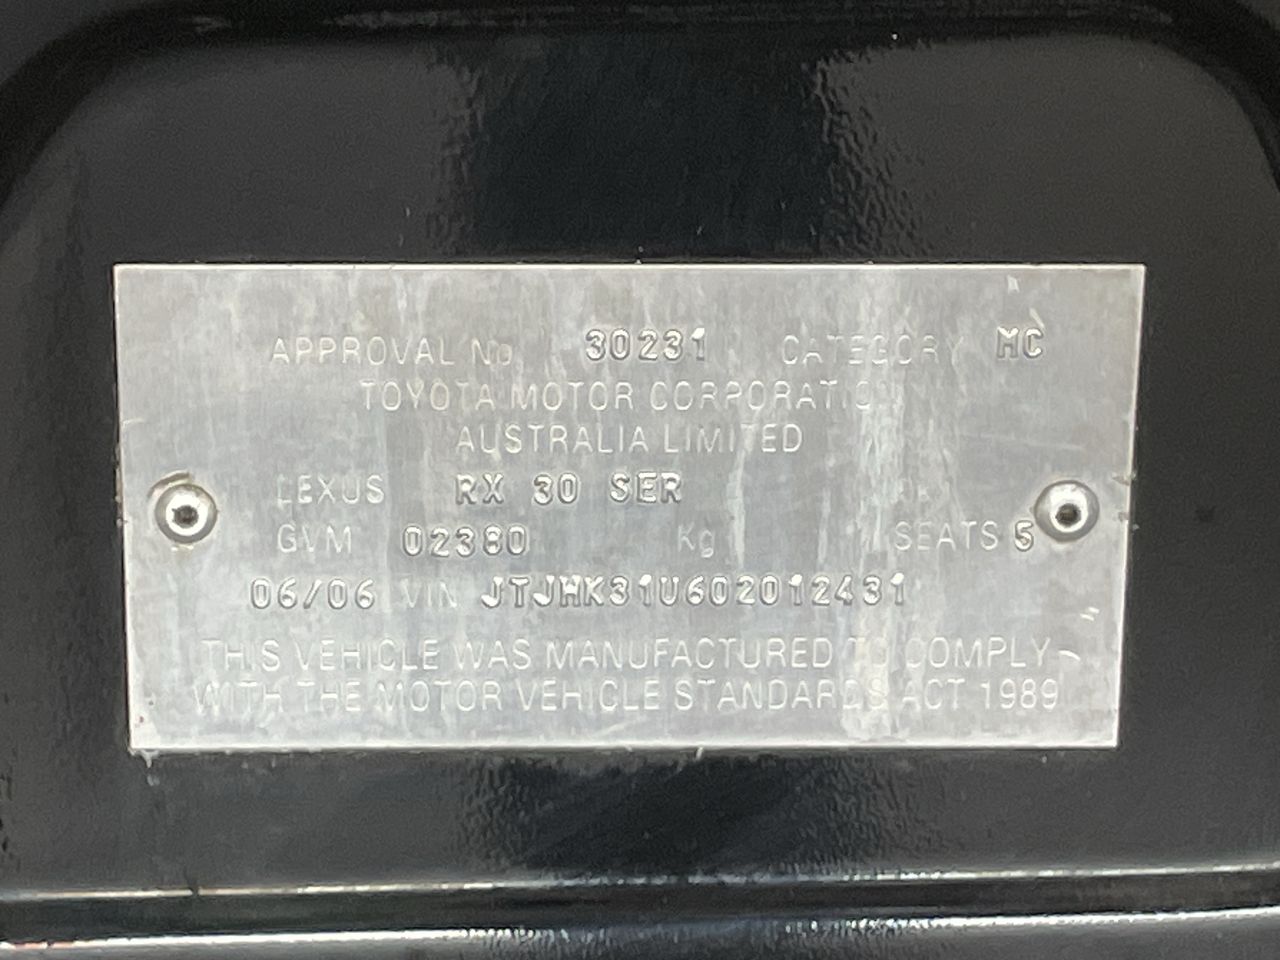 APPROVAL No 30231 CATEGORY MC
TOYOTA MOTOR CORPORATION
AUSTRALIA LIMITED
LEXUS RX 30 SER
GVM 02380 Kg SEATS 5
06/06 VIN JTJHK31U602012431
THIS VEHICLE WAS MANUFACTURED TO COMPLY
WITH THE MOTOR VEHICLE STANDARDS ACT 1989